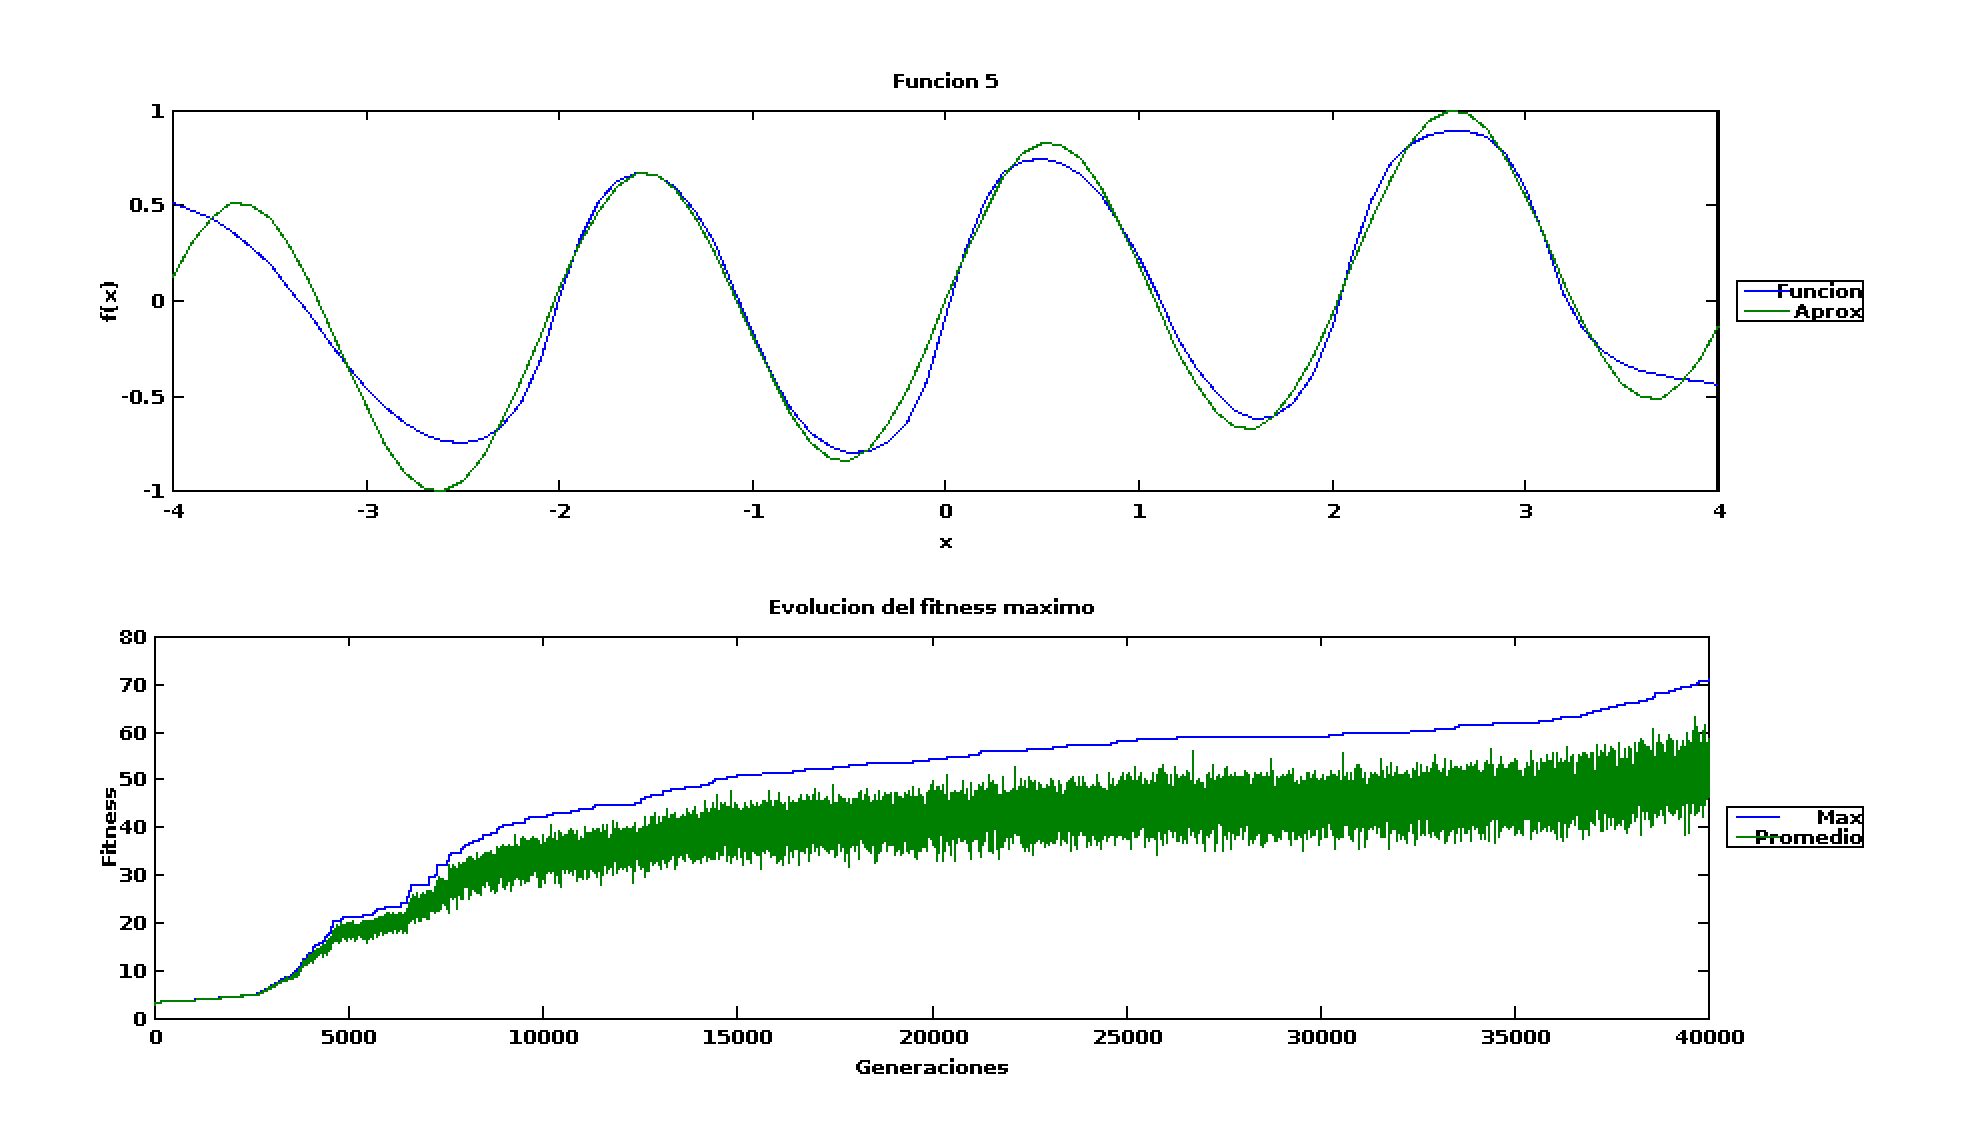 Funcion 5
1
0.5
0
-0.5
-1
f(x)
-4 -3 -2 -1 0 1 2 3 4
x
Funcion
Aprox
Evolucion del fitness maximo
80
70
60
50
40
30
20
10
0
Fitness
0 5000 10000 15000 20000 25000 30000 35000 40000
Generaciones
Max
Promedio